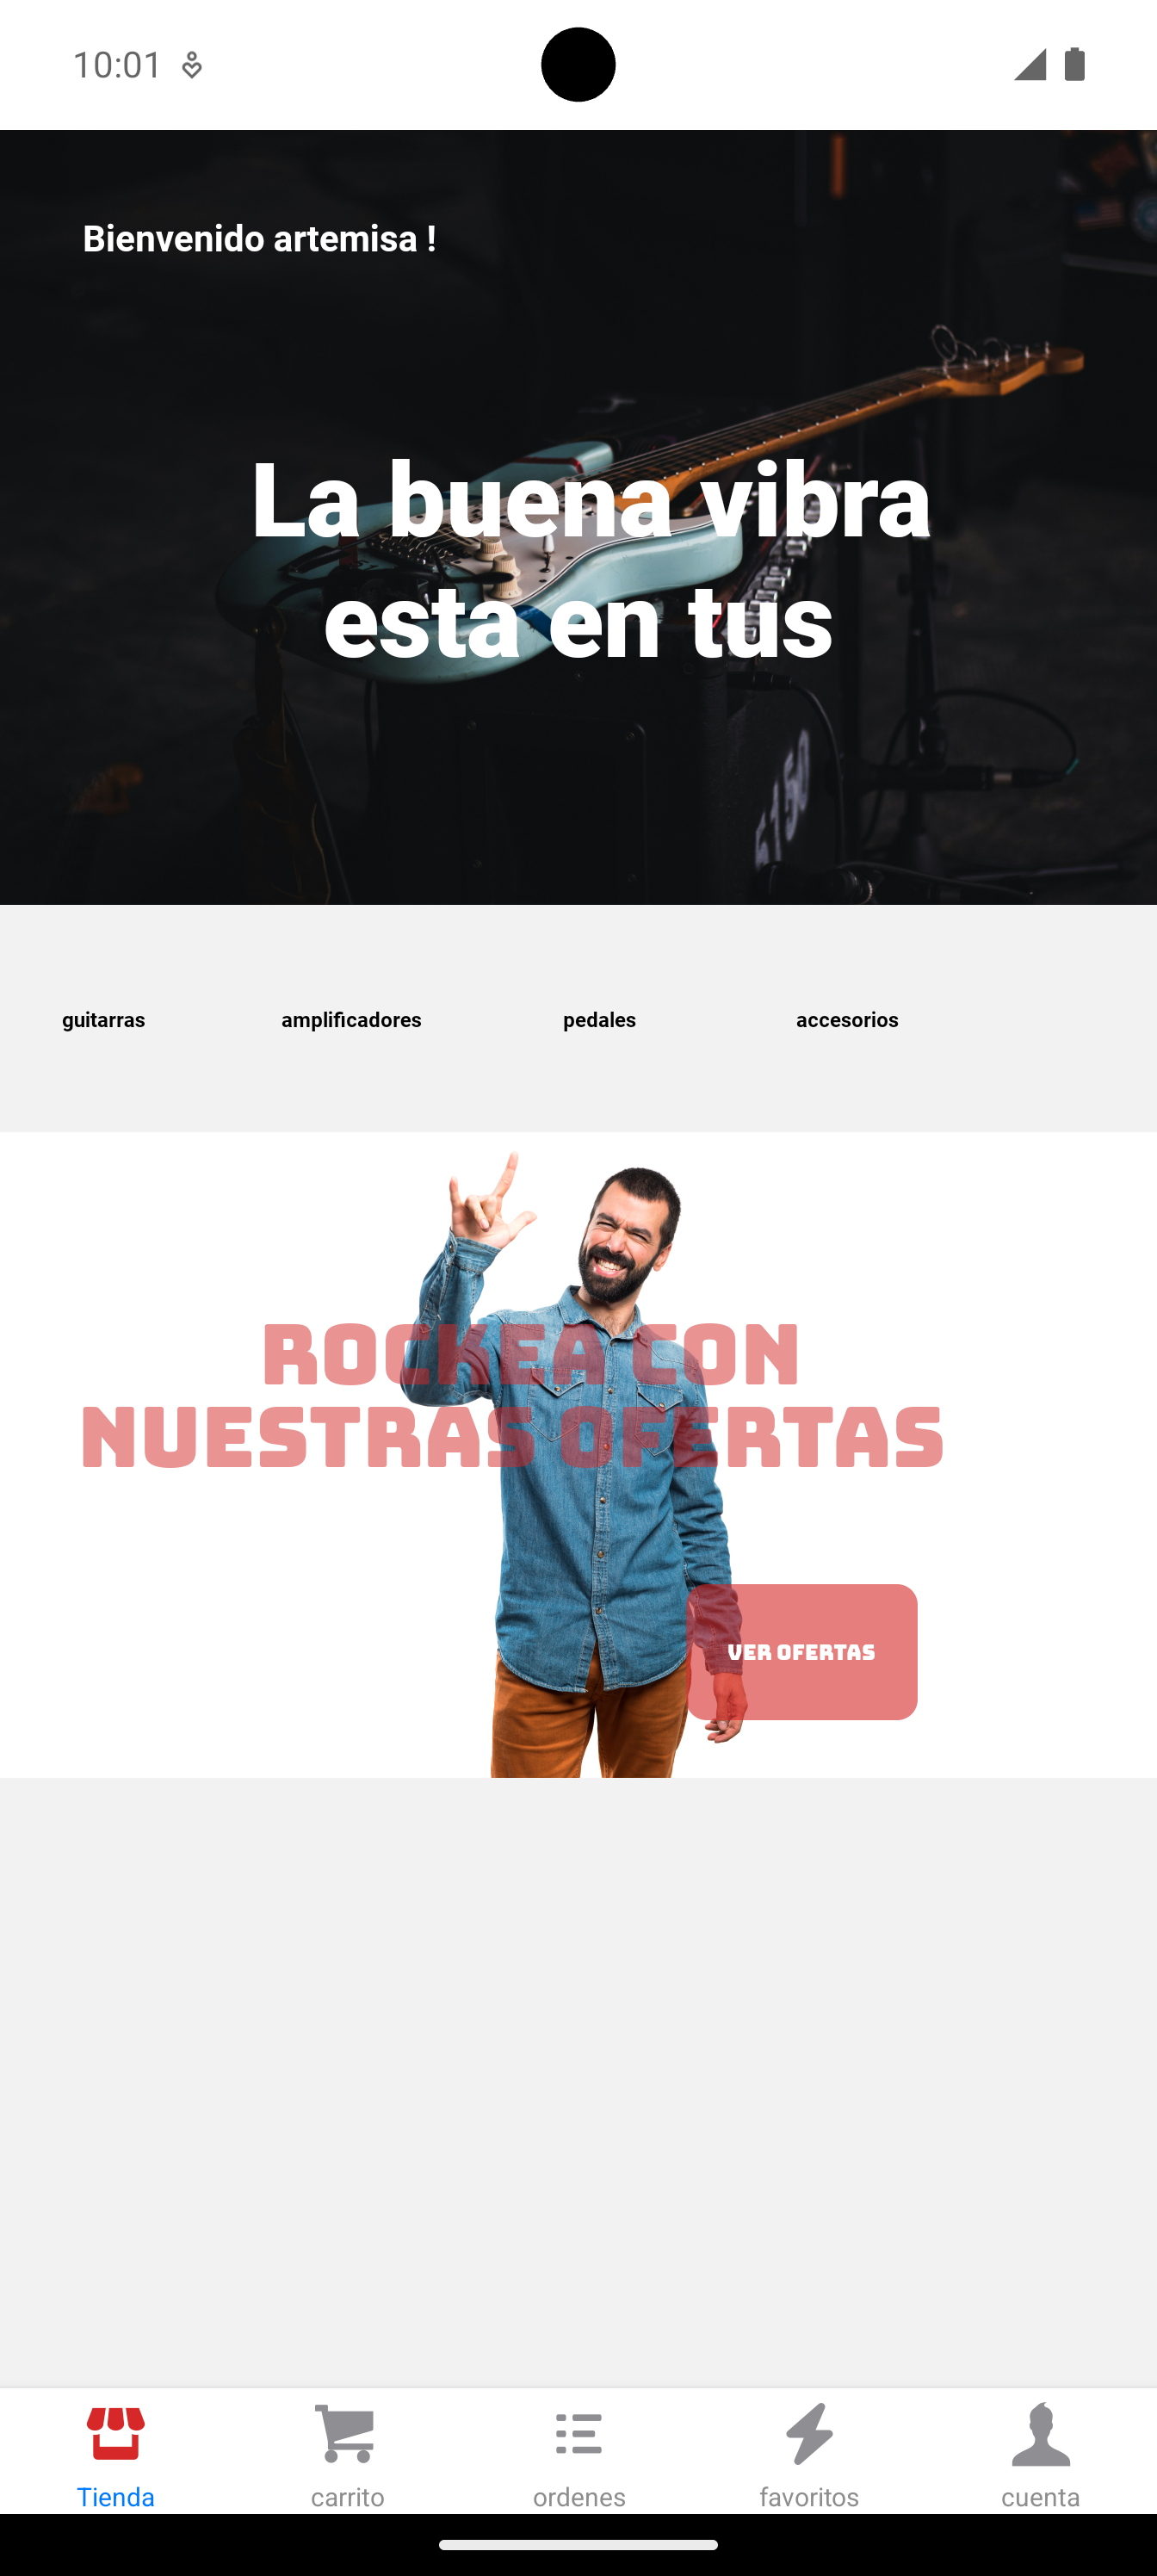 10:01
Bienvenido artemisa !
La buena vibra
esta en tus
5150
guitarras amplificadores pedales accesorios
ROCKEA CON
NUESTRAS OFERTAS
VER OFERTAS
Tienda carrito ordenes favoritos cuenta